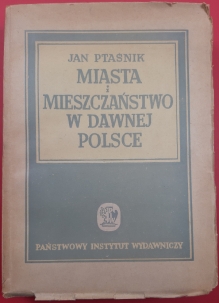 JAN PTAŚNIK
MIASTA
i
MIESZCZAŃSTWO
W DAWNEJ
POLSCE
PAŃSTWOWY INSTYTUT WYDAWNICZY